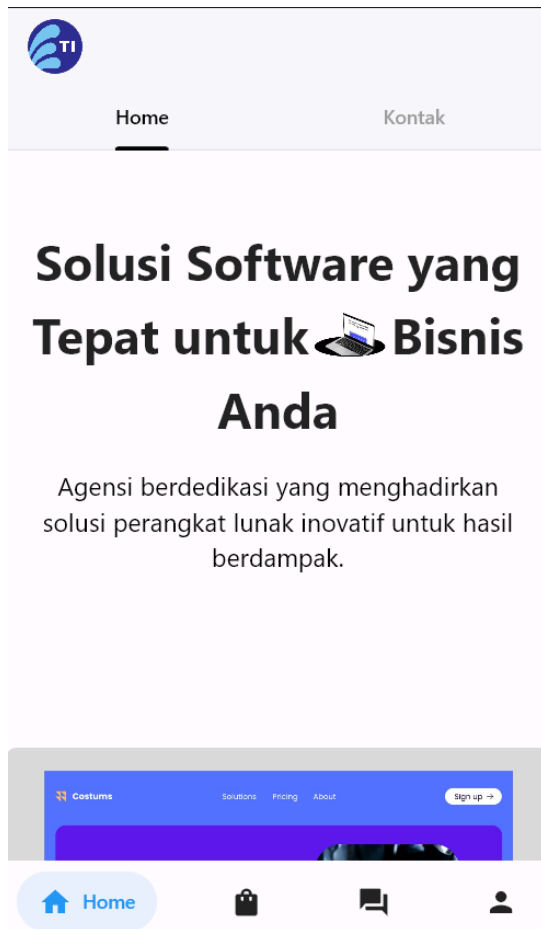 TI
Home
Kontak
Solusi Software yang
Tepat untuk Bisnis
Anda
Agensi berdedikasi yang menghadirkan
solusi perangkat lunak inovatif untuk hasil
berdampak.
Costums
Solutions
Pricing
About
Sign up →
Home